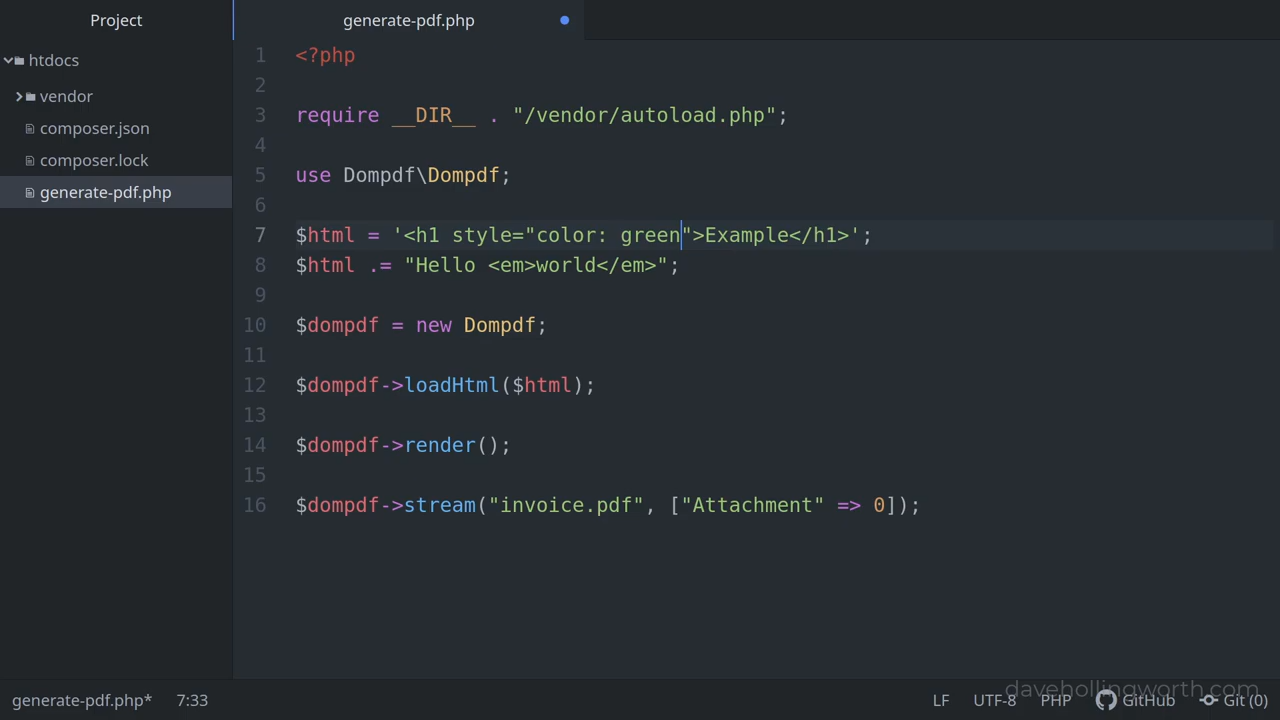 Project
generate-pdf.php
htdocs
vendor
composer.json
composer.lock
generate-pdf.php
1 <?php
2
3 require __DIR__ . "/vendor/autoload.php";
4
5 use Dompdf\Dompdf;
6
7 $html = '<h1 style="color: green">Example</h1>';
8 $html .= "Hello <em>world</em>";
9
10 $dompdf = new Dompdf;
11
12 $dompdf->loadHtml($html);
13
14 $dompdf->render();
15
16 $dompdf->stream("invoice.pdf", ["Attachment" => 0]);
davehollingworth.com
generate-pdf.php* 7:33 LF UTF-8 PHP GitHub Git (0)